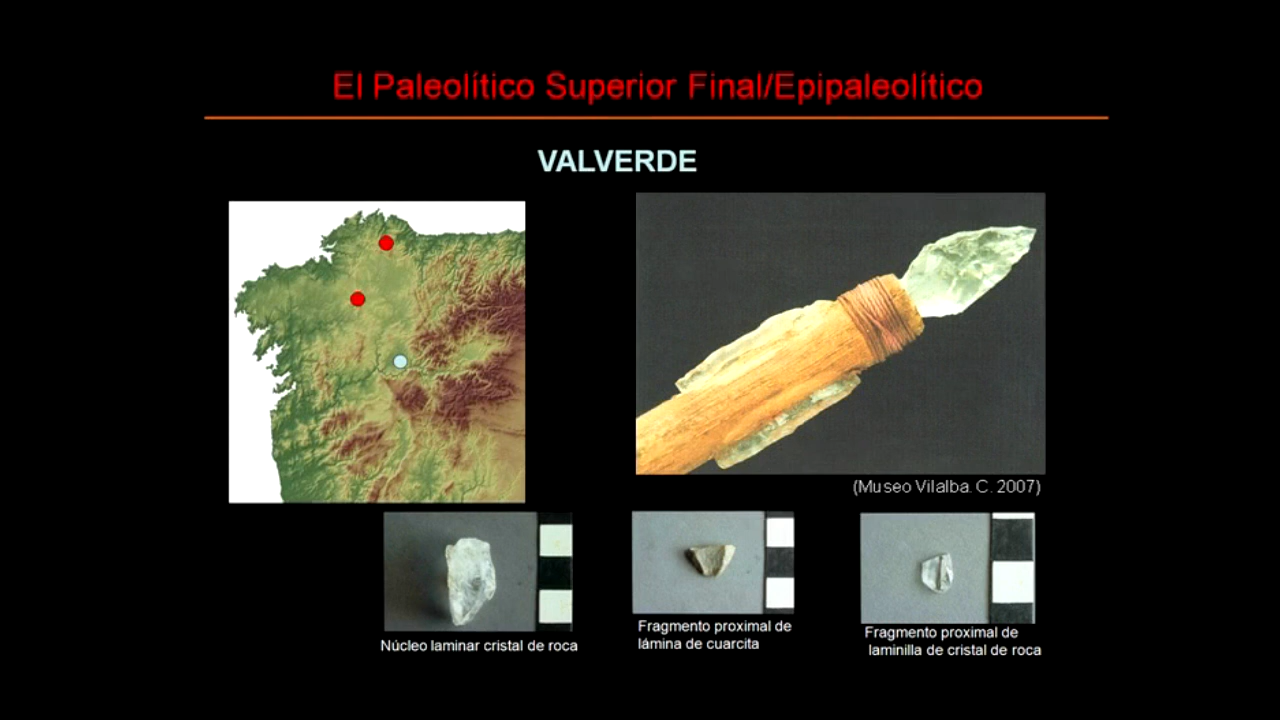 El Paleolítico Superior Final/Epipaleolítico
VALVERDE
(Museo Vilalba. C. 2007)
Núcleo laminar cristal de roca
Fragmento proximal de
lámina de cuarcita
Fragmento proximal de
laminilla de cristal de roca